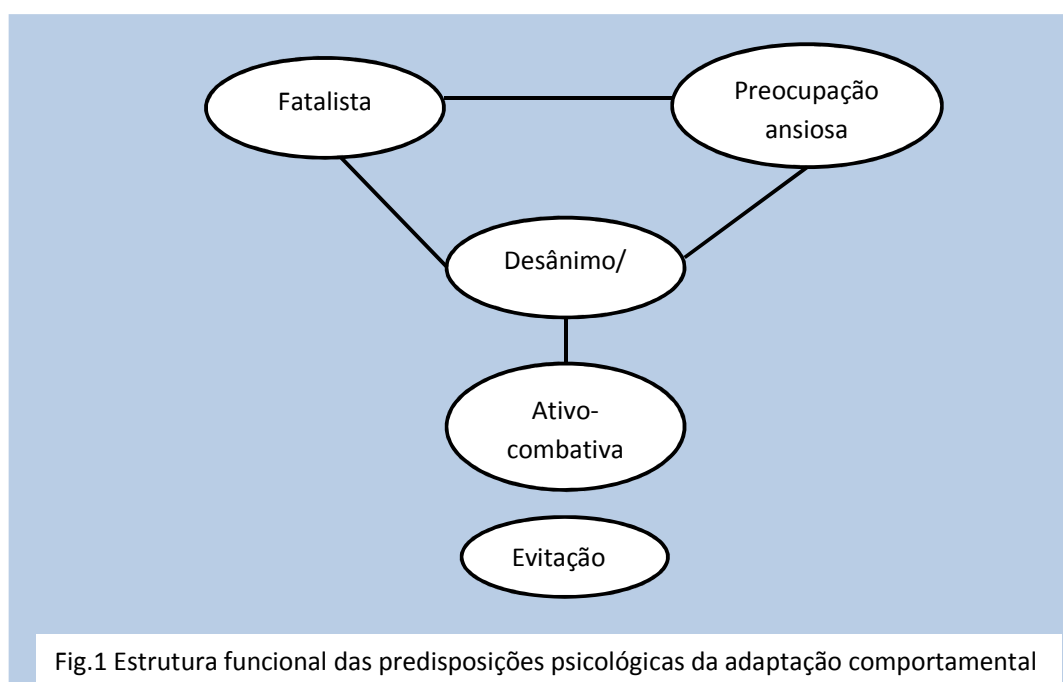 Fatalista
Preocupação
ansiosa
Desânimo/
Ativo-
combativa
Evitação
Fig.1 Estrutura funcional das predisposições psicológicas da adaptação comportamental